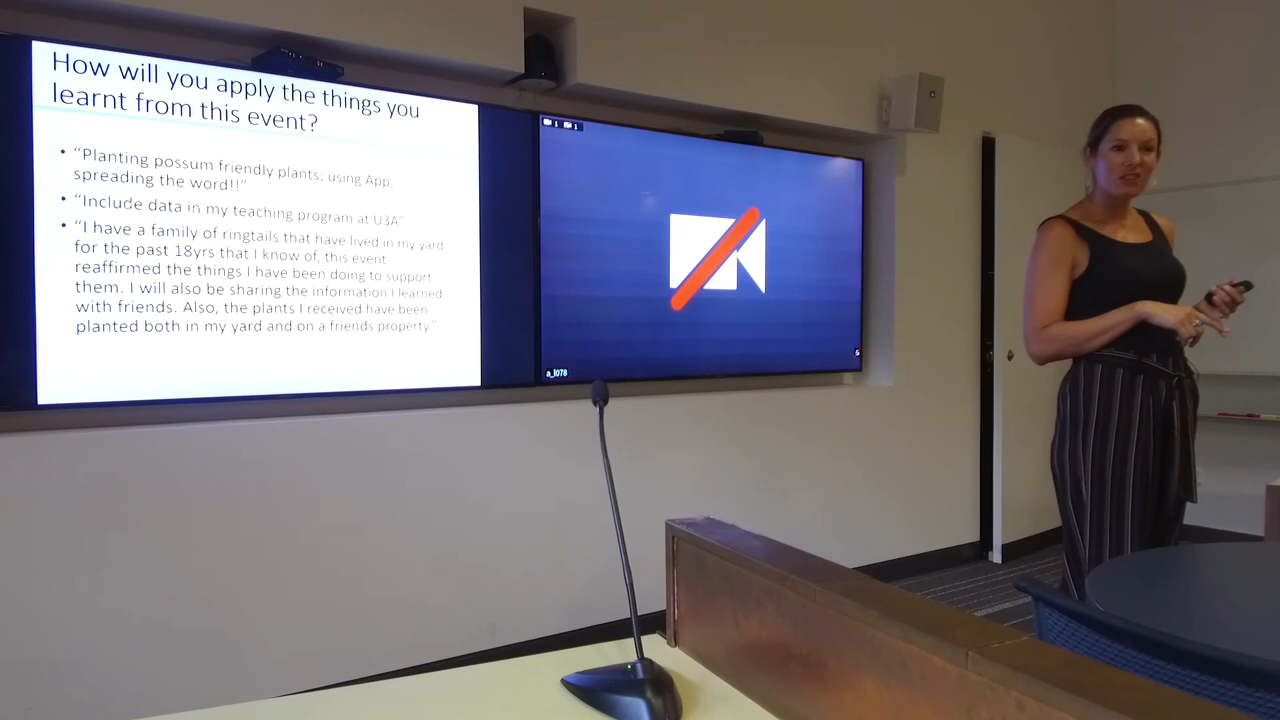 How will you apply the things you
learnt from this event?
• "Planting possum friendly plants; using App,
spreading the word!!"
• "Include data in my teaching program at U3A"
• "I have a family of ringtails that have lived in my yard
for the past 18yrs that I know of, this event
reaffirmed the things I have been doing to support
them. I will also be sharing the information I learned
with friends. Also, the plants I received have been
planted both in my yard and on a friends property."
1 1
a_l078